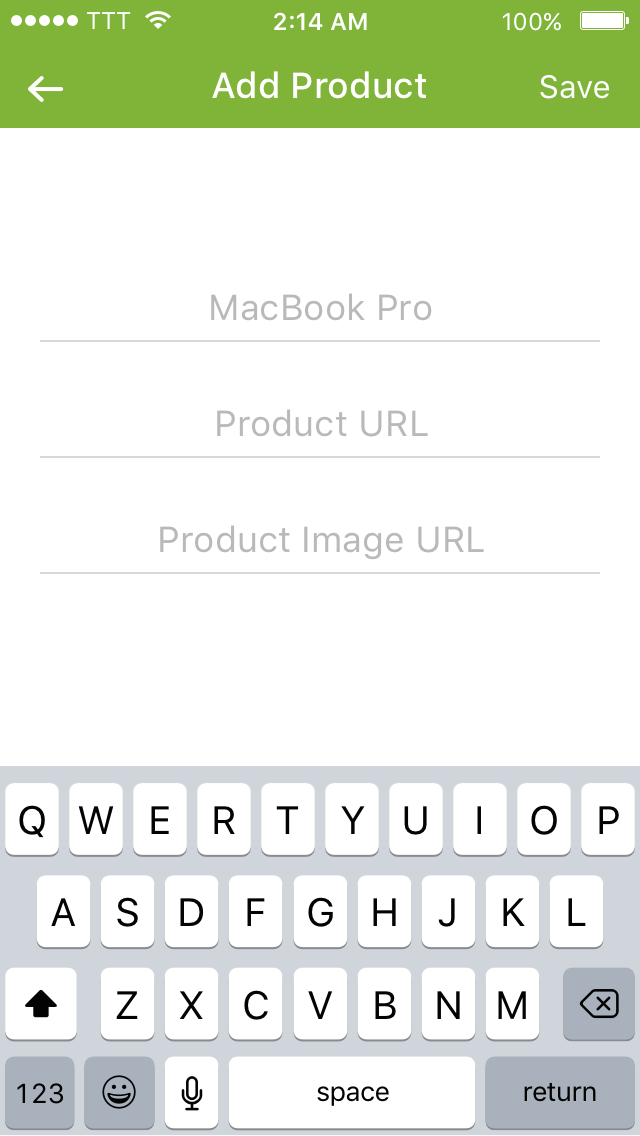 TTT 2:14 AM 100%
Add Product Save
MacBook Pro
Product URL
Product Image URL
Q W E R T Y U I O P
A S D F G H J K L
Z X C V B N M
123 space return